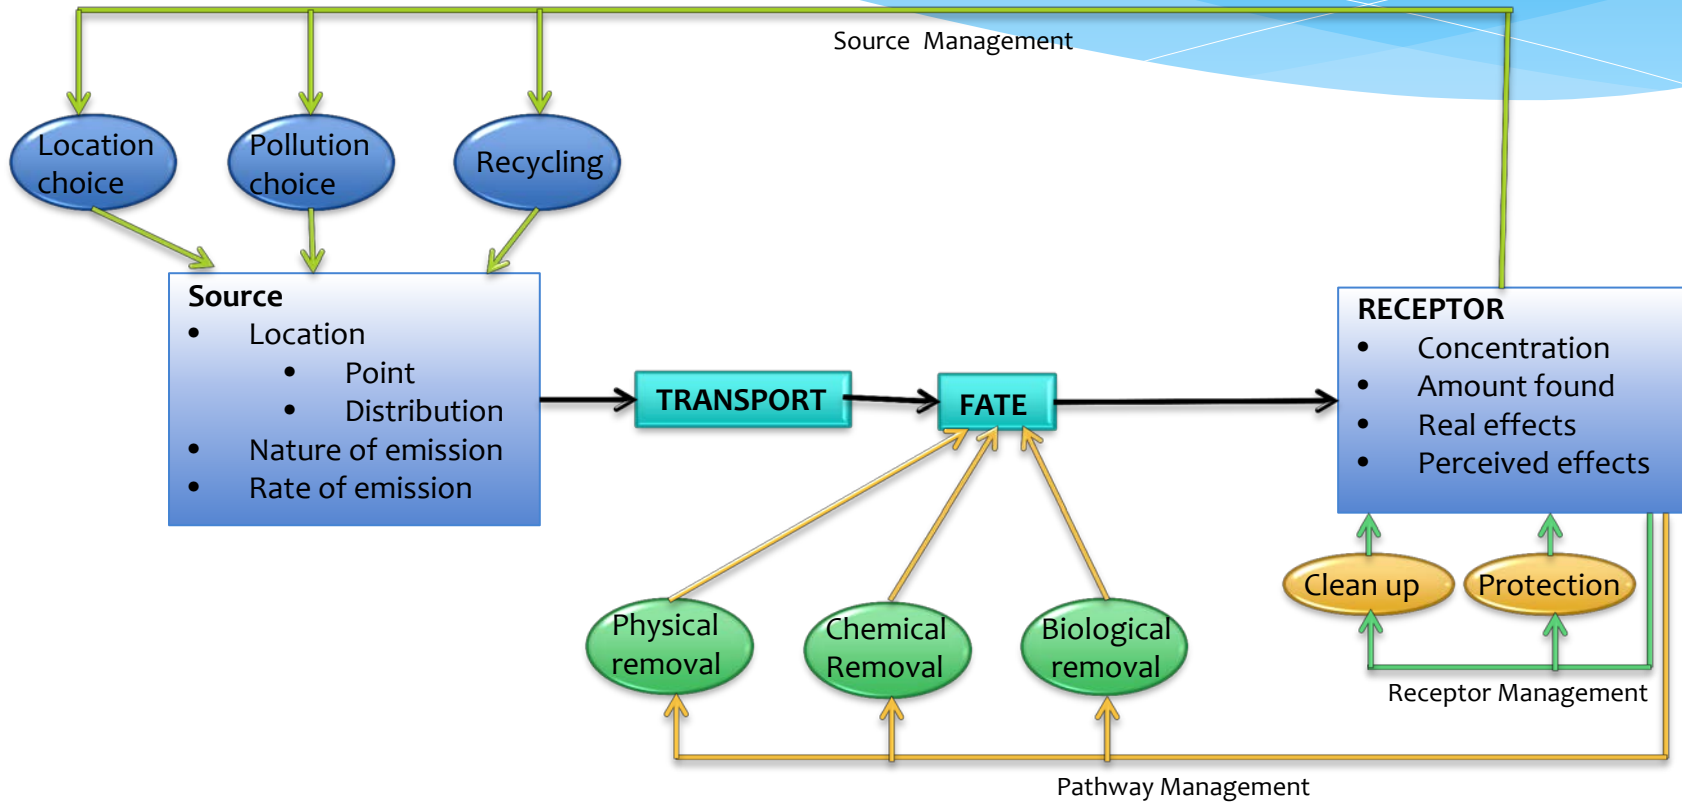 Source Management
Location
choice
Pollution
choice
Recycling
Source
• Location
• Point
• Distribution
• Nature of emission
• Rate of emission
TRANSPORT
FATE
RECEPTOR
• Concentration
• Amount found
• Real effects
• Perceived effects
Clean up
Protection
Physical
removal
Chemical
Removal
Biological
removal
Receptor Management
Pathway Management